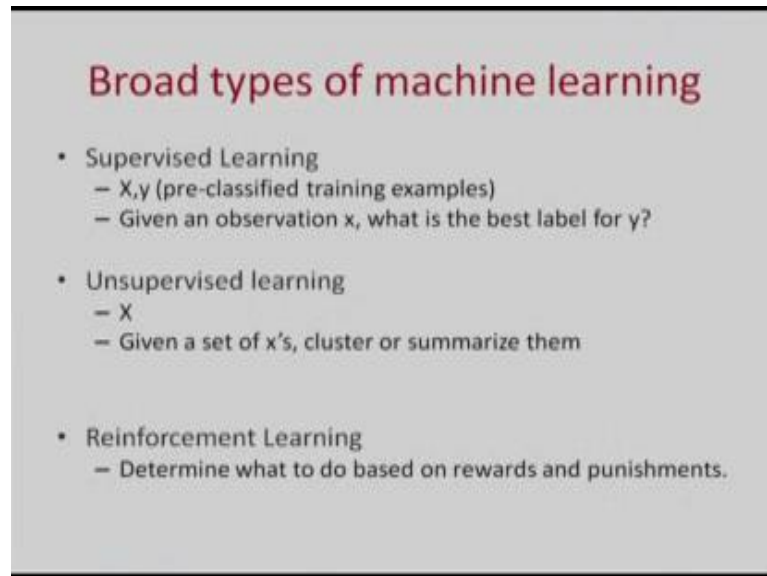 Broad types of machine learning
• Supervised Learning
– X,y (pre-classified training examples)
– Given an observation x, what is the best label for y?
• Unsupervised learning
– X
– Given a set of x's, cluster or summarize them
• Reinforcement Learning
– Determine what to do based on rewards and punishments.